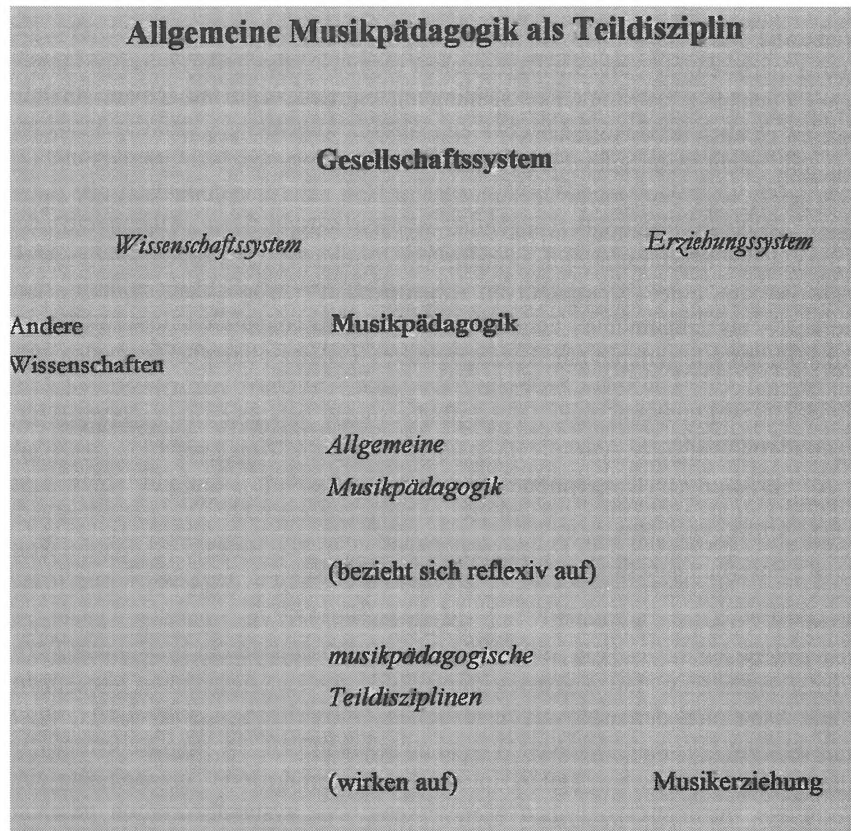 Allgemeine Musikpädagogik als Teildisziplin
Gesellschaftssystem
Wissenschaftssystem Erziehungssystem
Andere Musikpädagogik
Wissenschaften
Allgemeine
Musikpädagogik
(bezieht sich reflexiv auf)
musikpädagogische
Teildisziplinen
(wirken auf) Musikerziehung